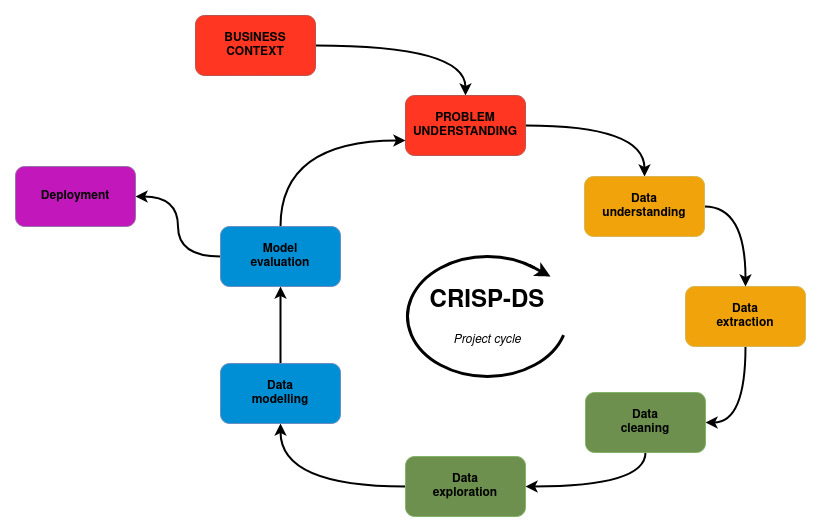 BUSINESS
CONTEXT
PROBLEM
UNDERSTANDING
Data
understanding
Data
extraction
Data
cleaning
Data
exploration
Data
modelling
Model
evaluation
Deployment
CRISP-DS
Project cycle